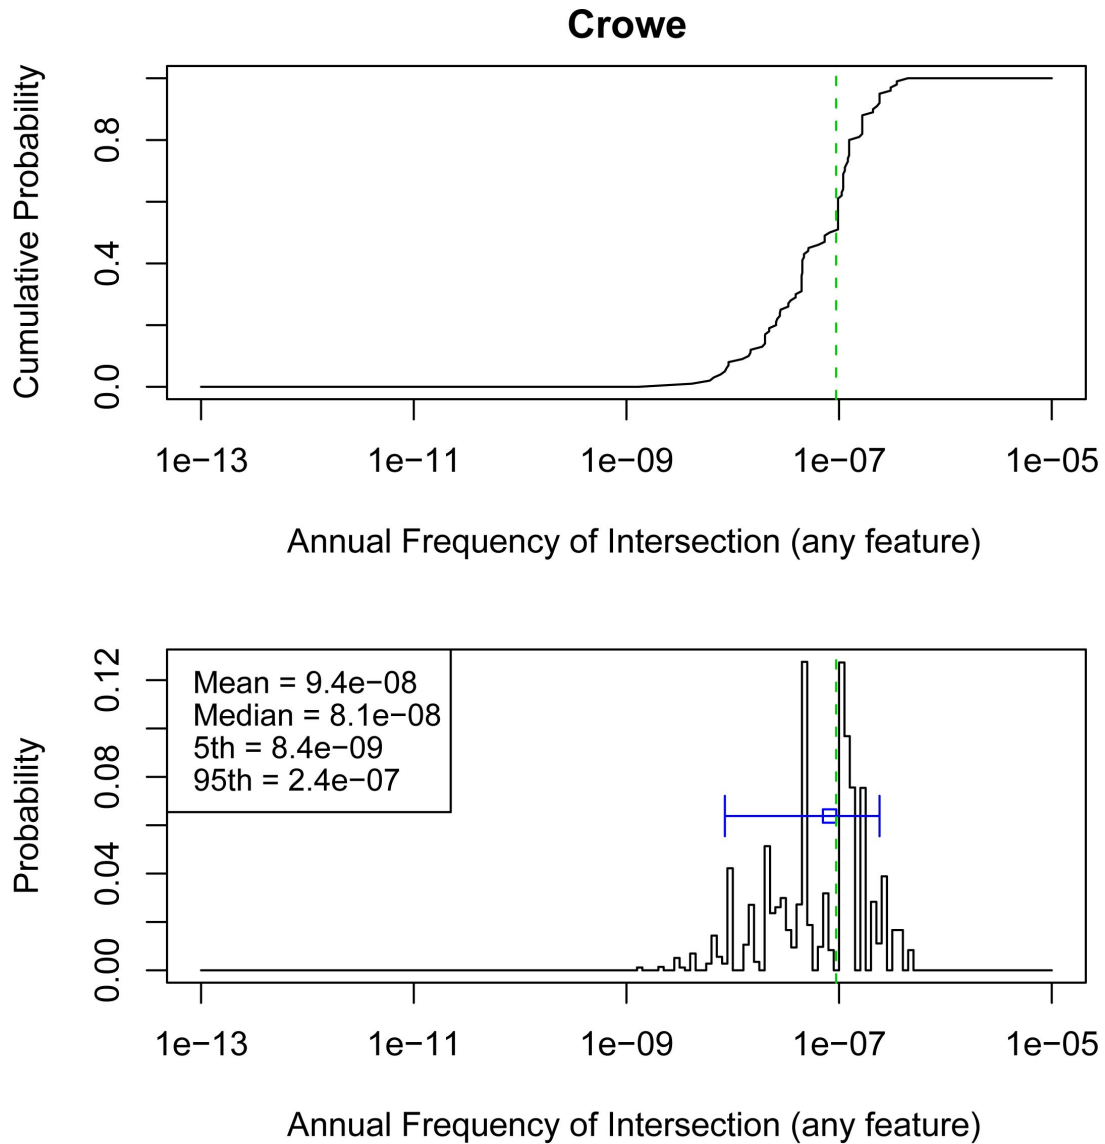 Crowe
Cumulative Probability
0.8
0.4
0.0
1e−13 1e−11 1e−09 1e−07 1e−05
Annual Frequency of Intersection (any feature)
Probability
0.12
0.08
0.04
0.00
Mean = 9.4e−08
Median = 8.1e−08
5th = 8.4e−09
95th = 2.4e−07
1e−13 1e−11 1e−09 1e−07 1e−05
Annual Frequency of Intersection (any feature)